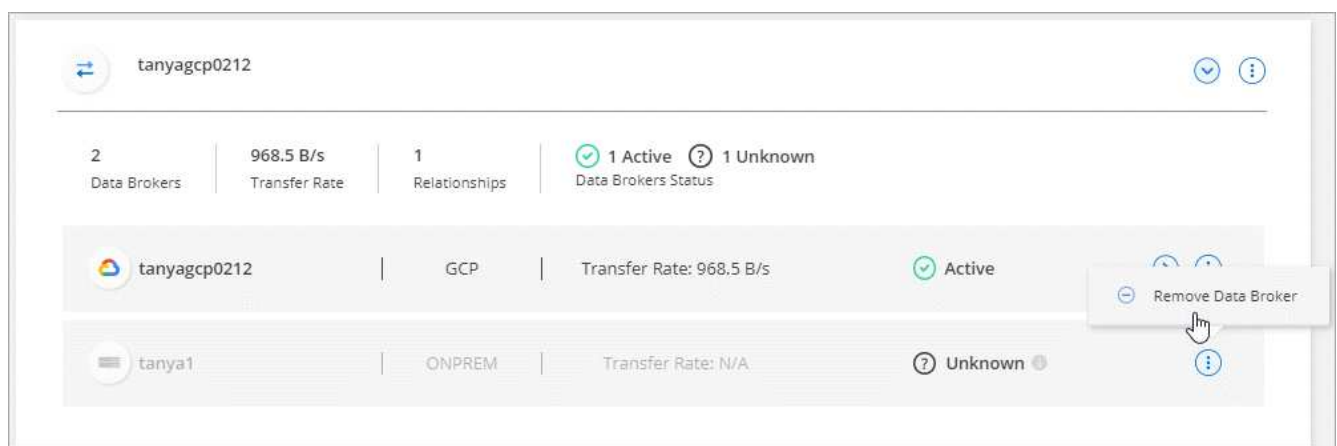 tanyagcp0212
2 968.5 B/s 1 1 Active 1 Unknown
Data Brokers Transfer Rate Relationships Data Brokers Status
tanyagcp0212 GCP Transfer Rate: 968.5 B/s Active
Remove Data Broker
tanya1 ONPREM Transfer Rate: N/A Unknown